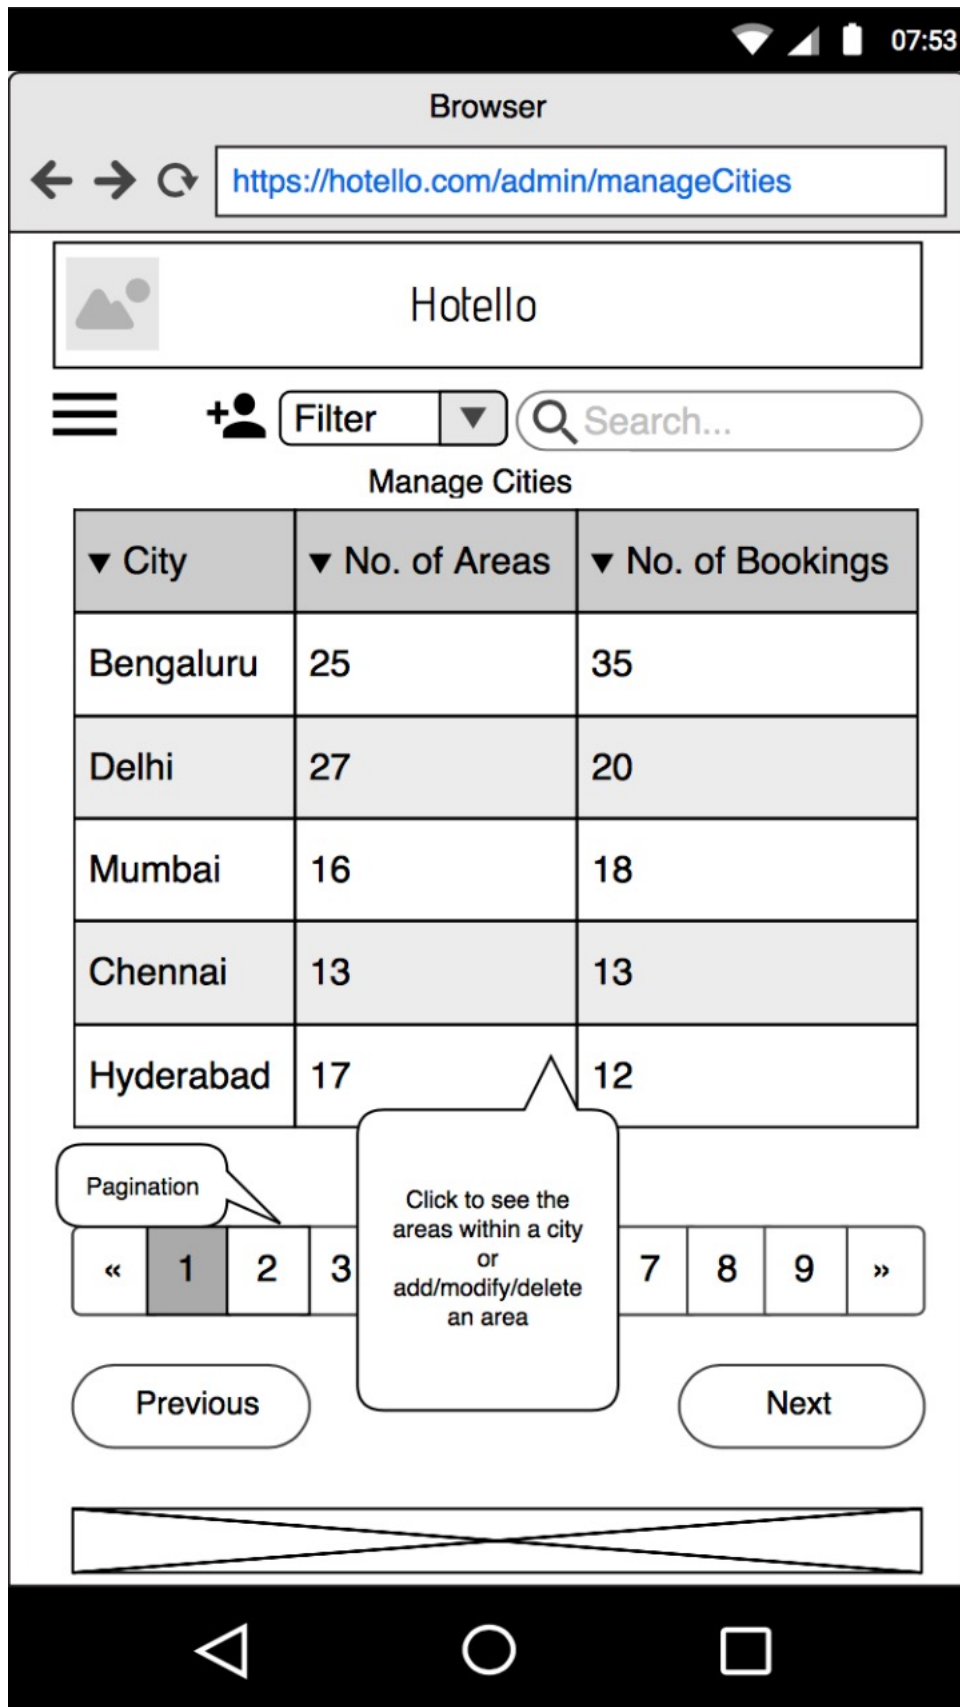 07:53
Browser
https://hotello.com/admin/manageCities
Hotello
Filter
Search...
Manage Cities
▼ City ▼ No. of Areas ▼ No. of Bookings
Bengaluru 25 35
Delhi 27 20
Mumbai 16 18
Chennai 13 13
Hyderabad 17 12
Pagination
Click to see the
areas within a city
or
add/modify/delete
an area
« 1 2 3 7 8 9 »
Previous Next